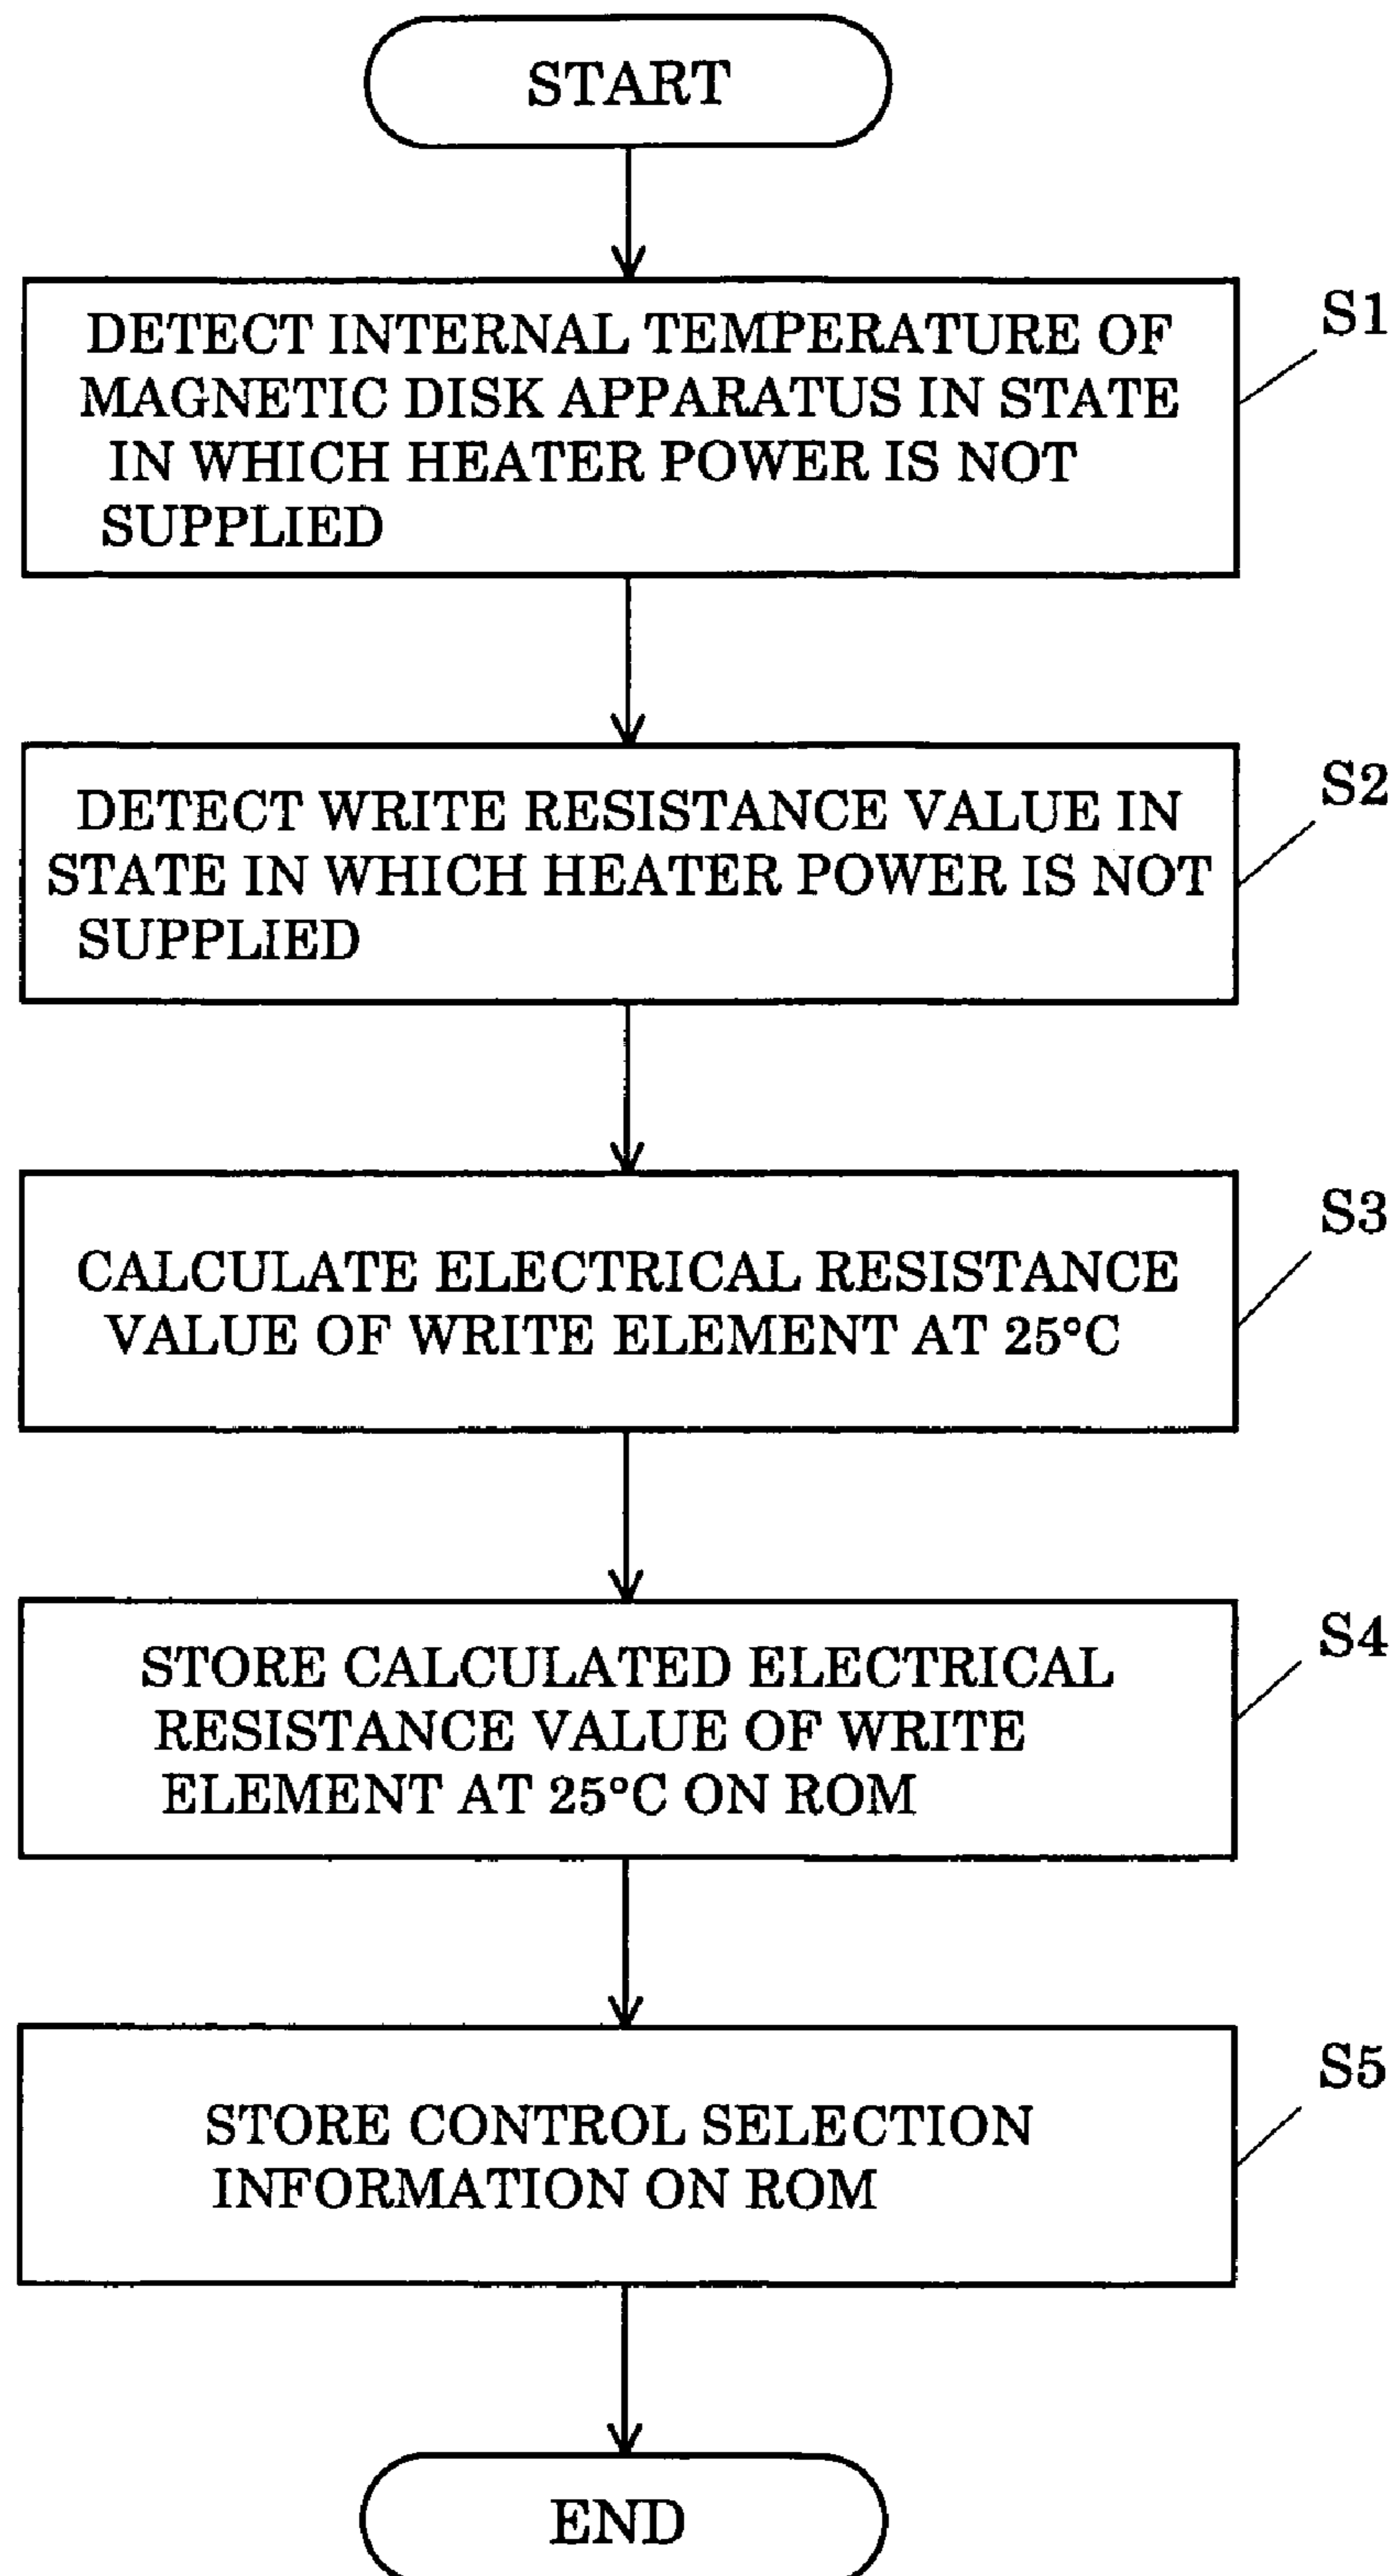 START
DETECT INTERNAL TEMPERATURE OF
MAGNETIC DISK APPARATUS IN STATE
IN WHICH HEATER POWER IS NOT
SUPPLIED
S1
DETECT WRITE RESISTANCE VALUE IN
STATE IN WHICH HEATER POWER IS NOT
SUPPLIED
S2
CALCULATE ELECTRICAL RESISTANCE
VALUE OF WRITE ELEMENT AT 25°C
S3
STORE CALCULATED ELECTRICAL
RESISTANCE VALUE OF WRITE
ELEMENT AT 25°C ON ROM
S4
STORE CONTROL SELECTION
INFORMATION ON ROM
S5
END